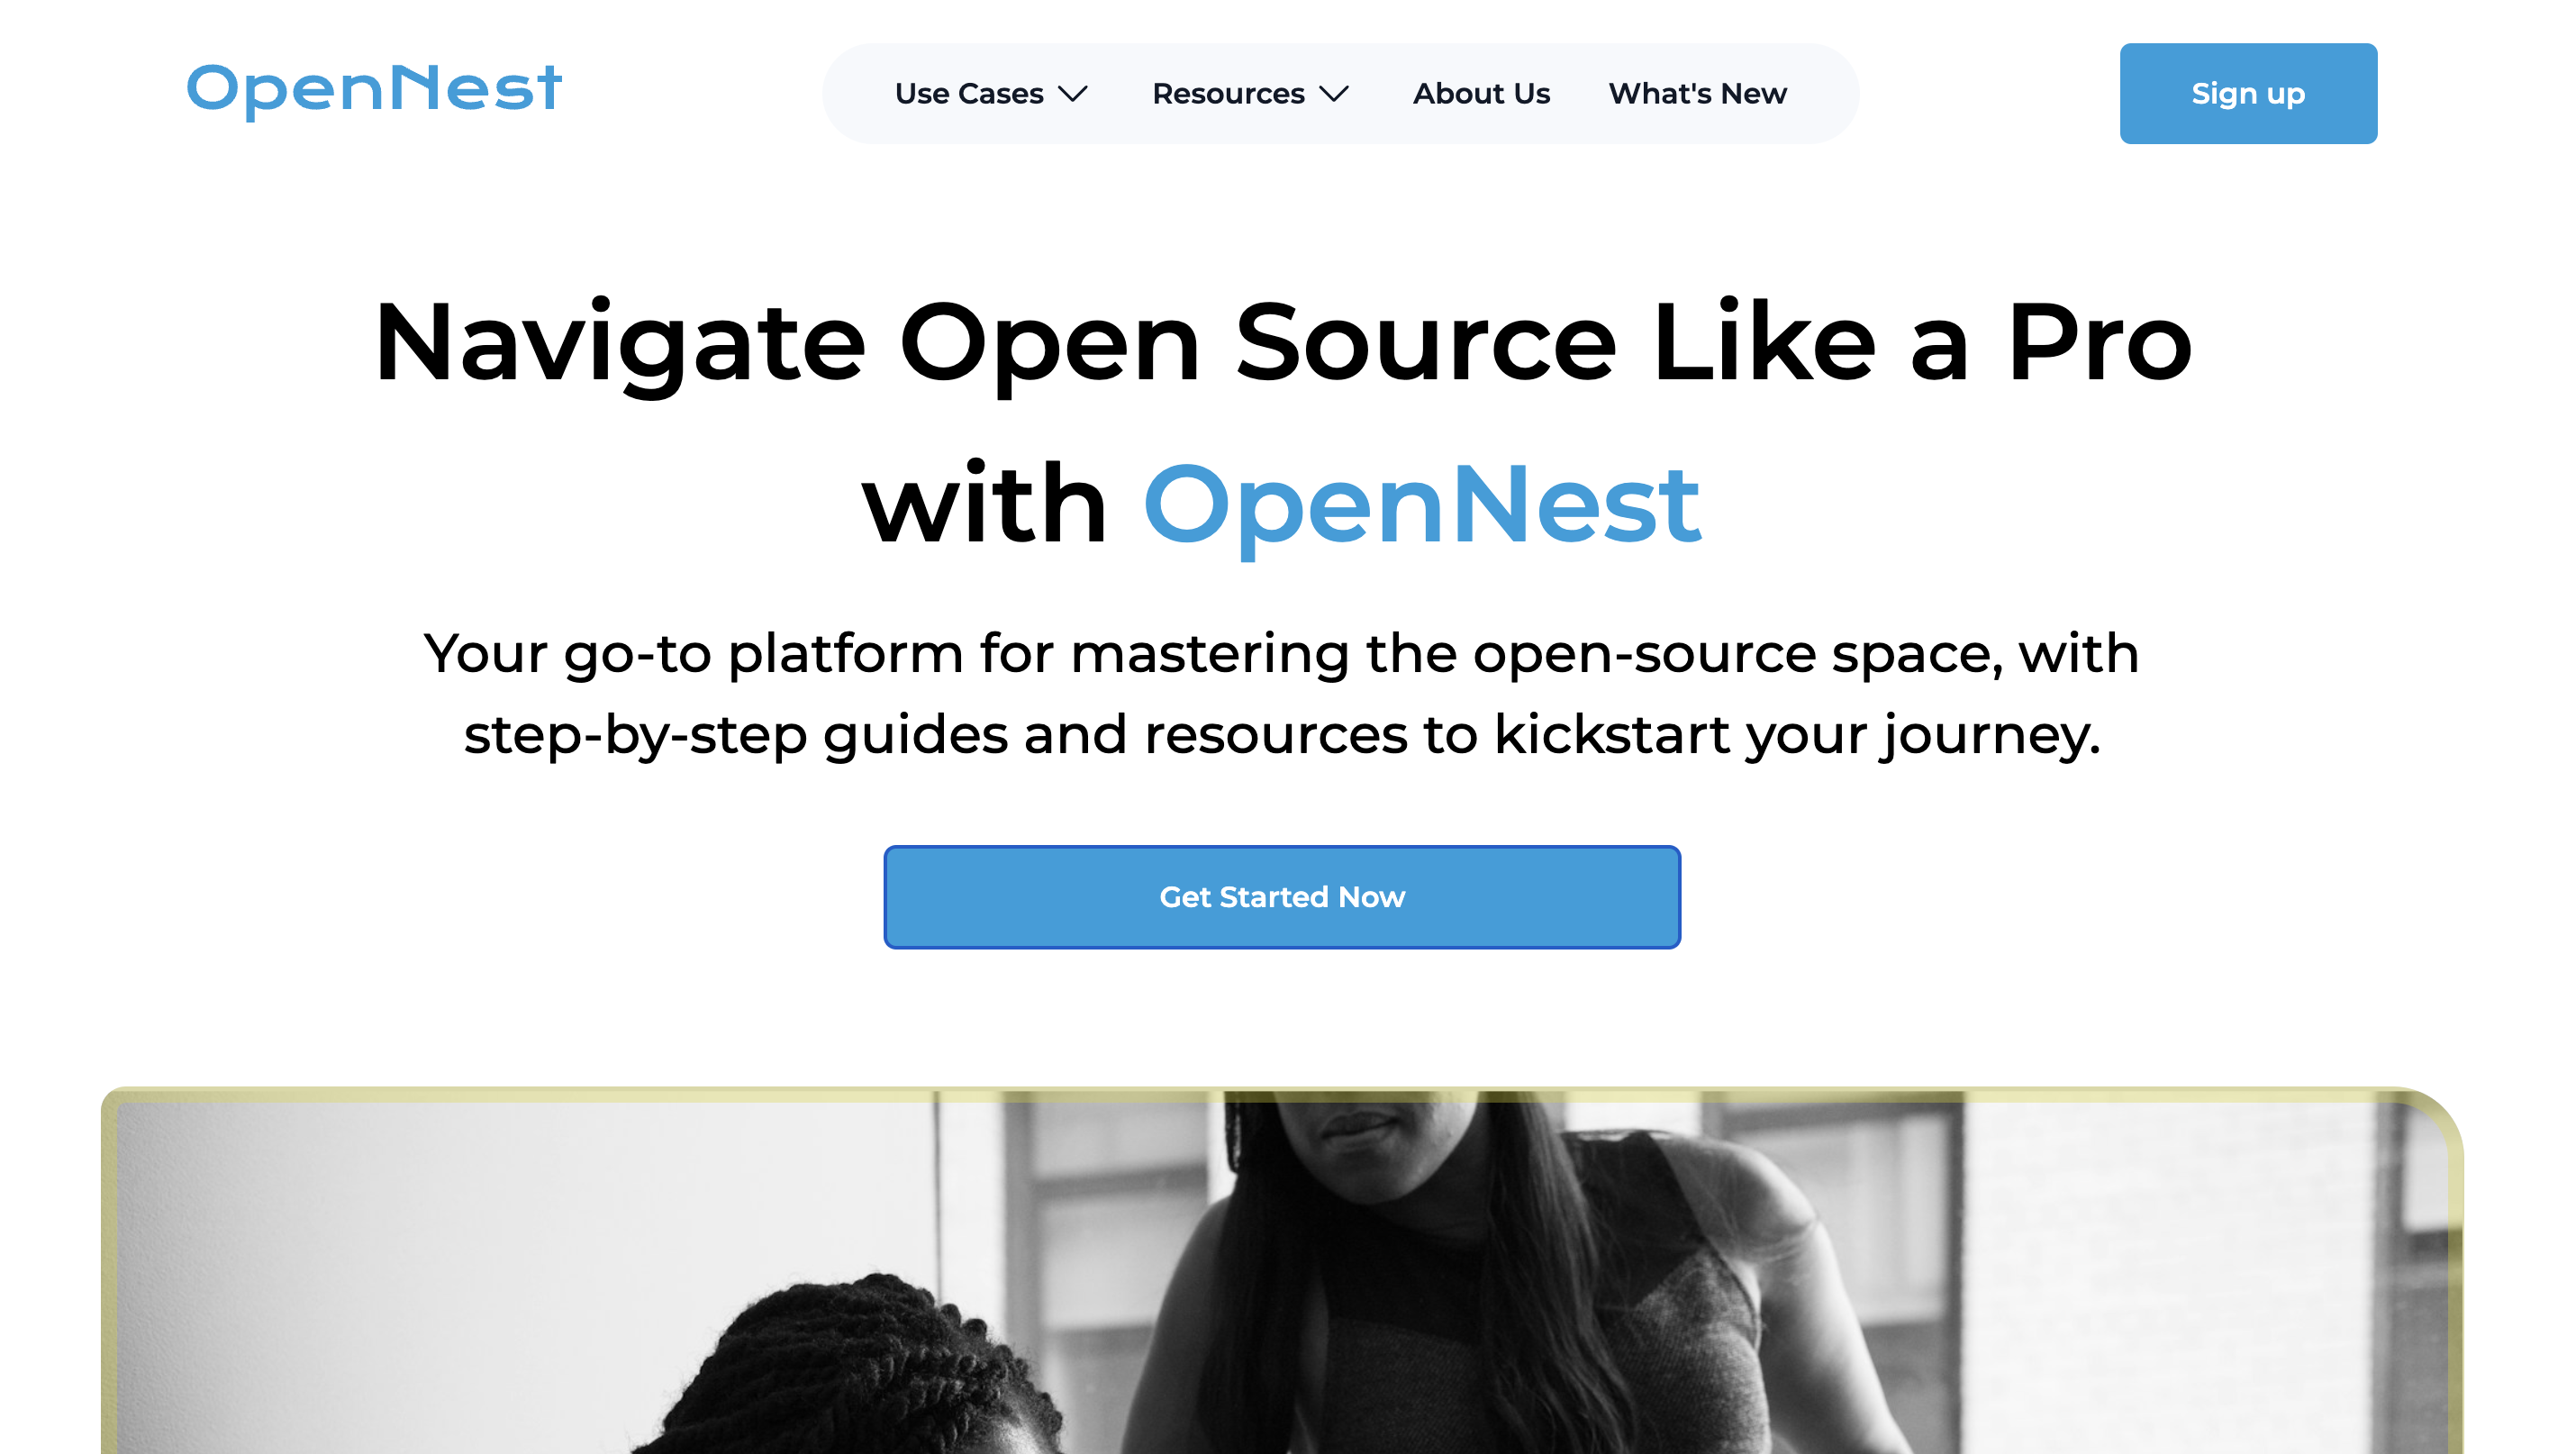 OpenNest
Use Cases
Resources
About Us
What's New
Sign up
Navigate Open Source Like a Pro
with OpenNest
Your go-to platform for mastering the open-source space, with
step-by-step guides and resources to kickstart your journey.
Get Started Now